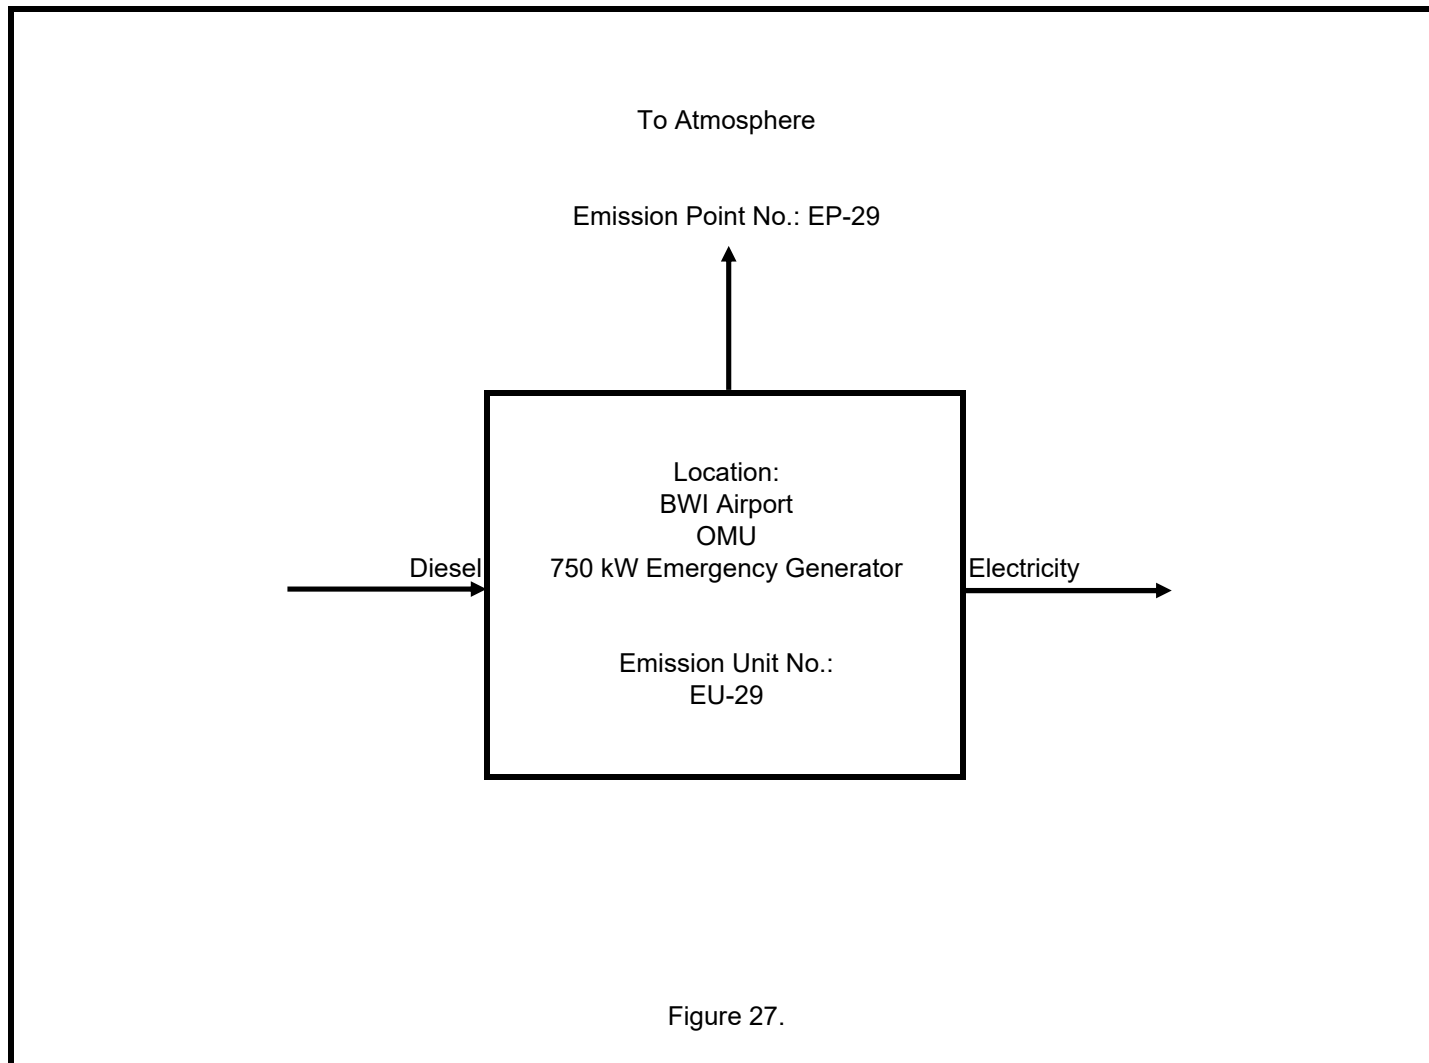 To Atmosphere
Emission Point No.: EP-29
Location:
BWI Airport
OMU
Diesel
750 kW Emergency Generator
Electricity
Emission Unit No.:
EU-29
Figure 27.